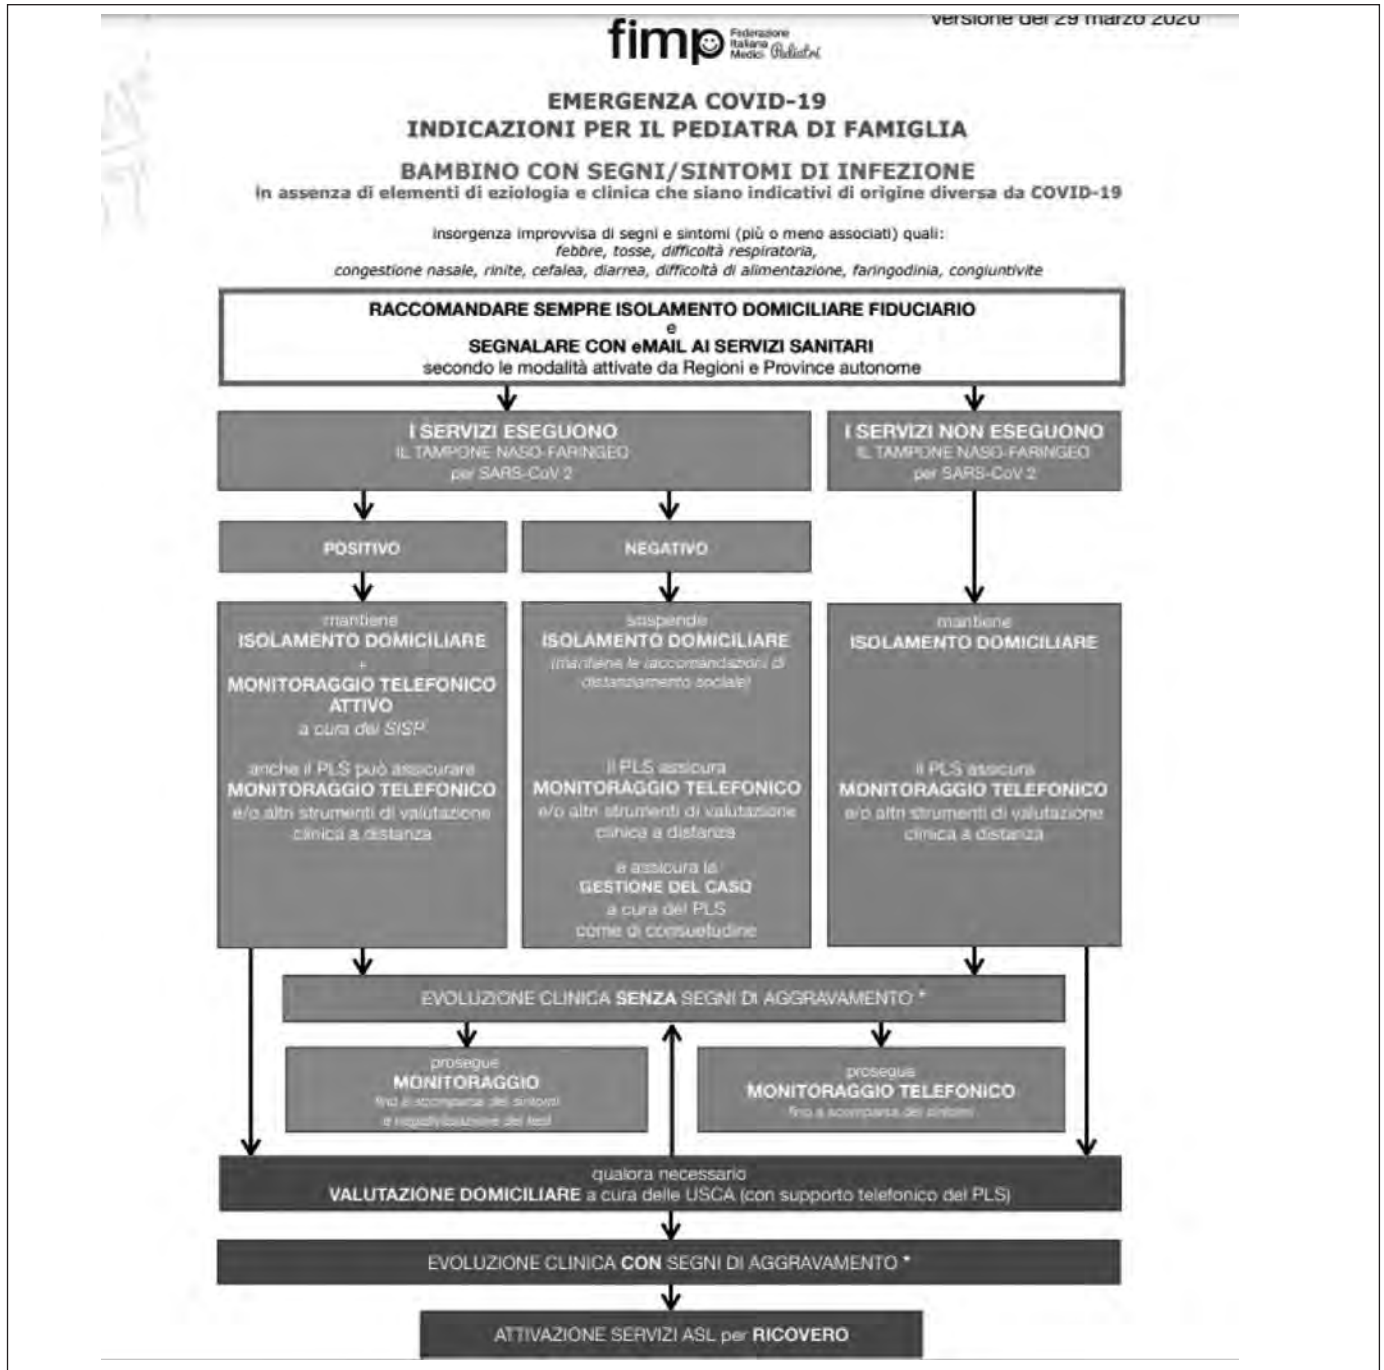 versione del 29 marzo 2020
fimp Federazione
Italiana
Medici Pediatri
EMERGENZA COVID-19
INDICAZIONI PER IL PEDIATRA DI FAMIGLIA
BAMBINO CON SEGNI/SINTOMI DI INFEZIONE
in assenza di elementi di eziologia e clinica che siano indicativi di origine diversa da COVID-19
insorgenza improvvisa di segni e sintomi (più o meno associati) quali:
febbre, tosse, difficoltà respiratoria,
congestione nasale, rinite, cefalea, diarrea, difficoltà di alimentazione, faringodinia, congiuntivite
RACCOMANDARE SEMPRE ISOLAMENTO DOMICILIARE FIDUCIARIO
e
SEGNALARE CON eMAIL AI SERVIZI SANITARI
secondo le modalità attivate da Regioni e Province autonome
I SERVIZI ESEGUONO
IL TAMPONE NASO-FARINGEO
per SARS-CoV 2
I SERVIZI NON ESEGUONO
IL TAMPONE NASO-FARINGEO
per SARS-CoV 2
POSITIVO
NEGATIVO
mantiene
ISOLAMENTO DOMICILIARE
+
MONITORAGGIO TELEFONICO
ATTIVO
a cura del SISP
anche il PLS può assicurare
MONITORAGGIO TELEFONICO
e/o altri strumenti di valutazione
clinica a distanza
sospende
ISOLAMENTO DOMICILIARE
(mantiene le raccomandazioni di
distanziamento sociale)
il PLS assicura
MONITORAGGIO TELEFONICO
e/o altri strumenti di valutazione
clinica a distanza
e assicura la
GESTIONE DEL CASO
a cura del PLS
come di consuetudine
mantiene
ISOLAMENTO DOMICILIARE
il PLS assicura
MONITORAGGIO TELEFONICO
e/o altri strumenti di valutazione
clinica a distanza
EVOLUZIONE CLINICA SENZA SEGNI DI AGGRAVAMENTO *
prosegue
MONITORAGGIO
fino a scomparsa dei sintomi
e negativizzazione dei test
prosegue
MONITORAGGIO TELEFONICO
fino a scomparsa dei sintomi
qualora necessario
VALUTAZIONE DOMICILIARE a cura delle USCA (con supporto telefonico del PLS)
EVOLUZIONE CLINICA CON SEGNI DI AGGRAVAMENTO *
ATTIVAZIONE SERVIZI ASL per RICOVERO